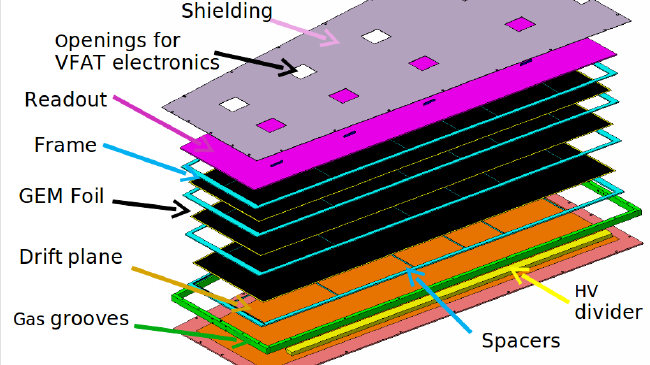 Shielding
Openings for
VFAT electronics
Readout
Frame
GEM Foil
Drift plane
Gas grooves
HV
divider
Spacers